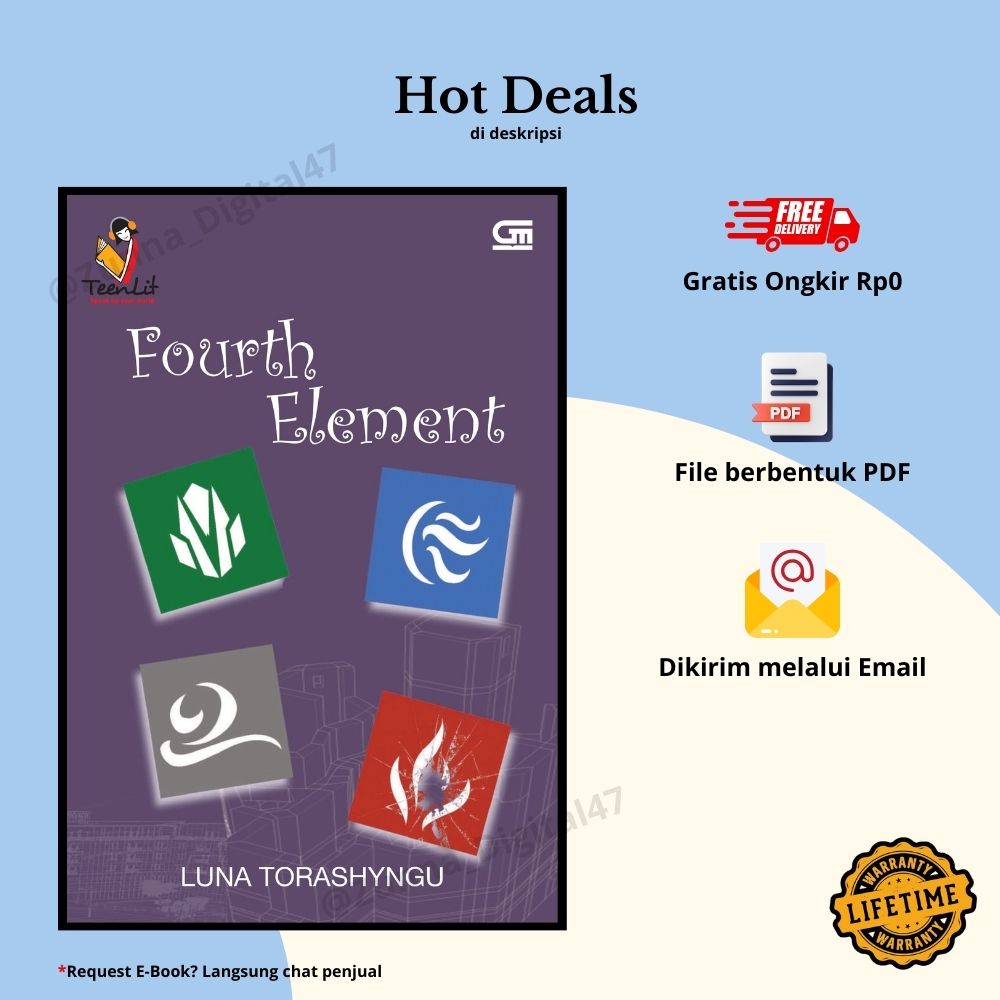 Hot Deals
di deskripsi
TeenLit
GM
Fourth
Element
LUNA TORASHYNGU
FREE
DELIVERY
Gratis Ongkir Rp0
PDF
File berbentuk PDF
@
Dikirim melalui Email
WARRANTY
LIFETIME
WARRANTY
*Request E-Book? Langsung chat penjual